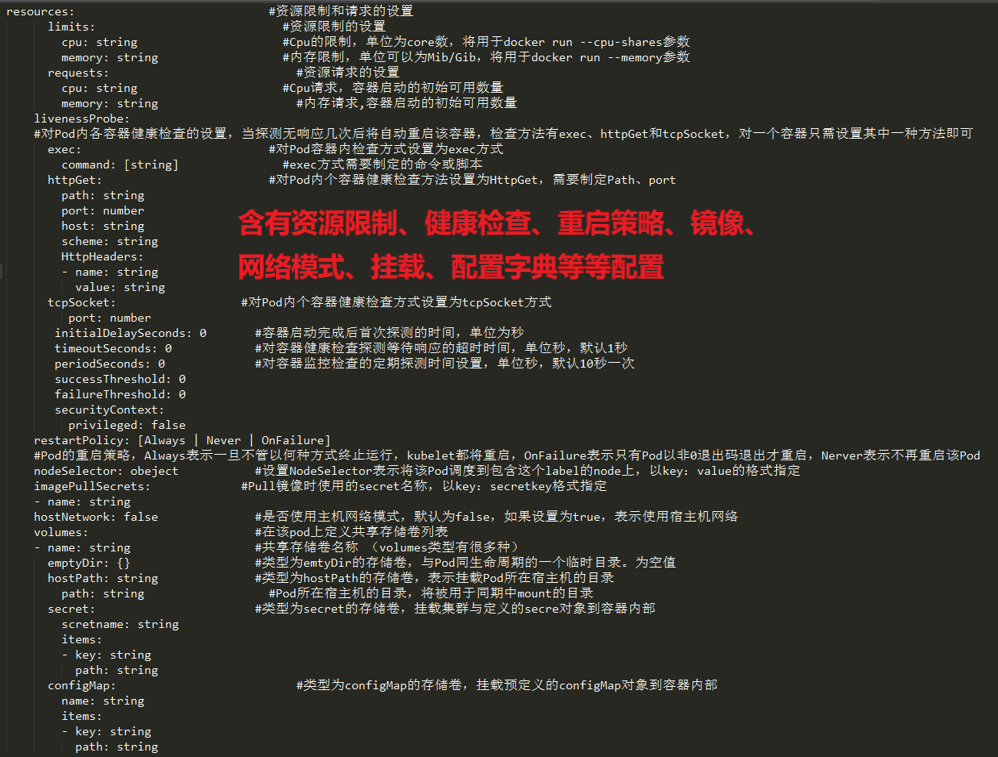 resources: #资源限制和请求的设置
limits: #资源限制的设置
cpu: string #Cpu的限制，单位为core数，将用于docker run --cpu-shares参数
memory: string #内存限制，单位可以为Mib/Gib，将用于docker run --memory参数
requests: #资源请求的设置
cpu: string #Cpu请求，容器启动的初始可用数量
memory: string #内存请求,容器启动的初始可用数量
livenessProbe:
#对Pod内各容器健康检查的设置，当探测无响应几次后将自动重启该容器，检查方法有exec、httpGet和tcpSocket，对一个容器只需设置其中一种方法即可
exec: #对Pod容器内检查方式设置为exec方式
command: [string] #exec方式需要制定的命令或脚本
httpGet: #对Pod内个容器健康检查方法设置为HttpGet，需要制定Path、port
path: string
port: number
host: string
scheme: string
HttpHeaders:
- name: string
value: string
含有资源限制、健康检查、重启策略、镜像、
网络模式、挂载、配置字典等等配置
tcpSocket: #对Pod内个容器健康检查方式设置为tcpSocket方式
port: number
initialDelaySeconds: 0 #容器启动完成后首次探测的时间，单位为秒
timeoutSeconds: 0 #对容器健康检查探测等待响应的超时时间，单位秒，默认1秒
periodSeconds: 0 #对容器监控检查的定期探测时间设置，单位秒，默认10秒一次
successThreshold: 0
failureThreshold: 0
securityContext:
privileged: false
restartPolicy: [Always | Never | OnFailure]
#Pod的重启策略，Always表示一旦不管以何种方式终止运行，kubelet都将重启，OnFailure表示只有Pod以非0退出码退出才重启，Nerver表示不再重启该Pod
nodeSelector: obeject #设置NodeSelector表示将该Pod调度到包含这个label的node上，以key：value的格式指定
imagePullSecrets: #Pull镜像时使用的secret名称，以key：secretkey格式指定
- name: string
hostNetwork: false #是否使用主机网络模式，默认为false，如果设置为true，表示使用宿主机网络
volumes: #在该pod上定义共享存储卷列表
- name: string #共享存储卷名称 （volumes类型有很多种）
emptyDir: {} #类型为emtyDir的存储卷，与Pod同生命周期的一个临时目录。为空值
hostPath: string #类型为hostPath的存储卷，表示挂载Pod所在宿主机的目录
path: string #Pod所在宿主机的目录，将被用于同期中mount的目录
secret: #类型为secret的存储卷，挂载集群与定义的secre对象到容器内部
scretname: string
items:
- key: string
path: string
configMap: #类型为configMap的存储卷，挂载预定义的configMap对象到容器内部
name: string
items:
- key: string
path: string